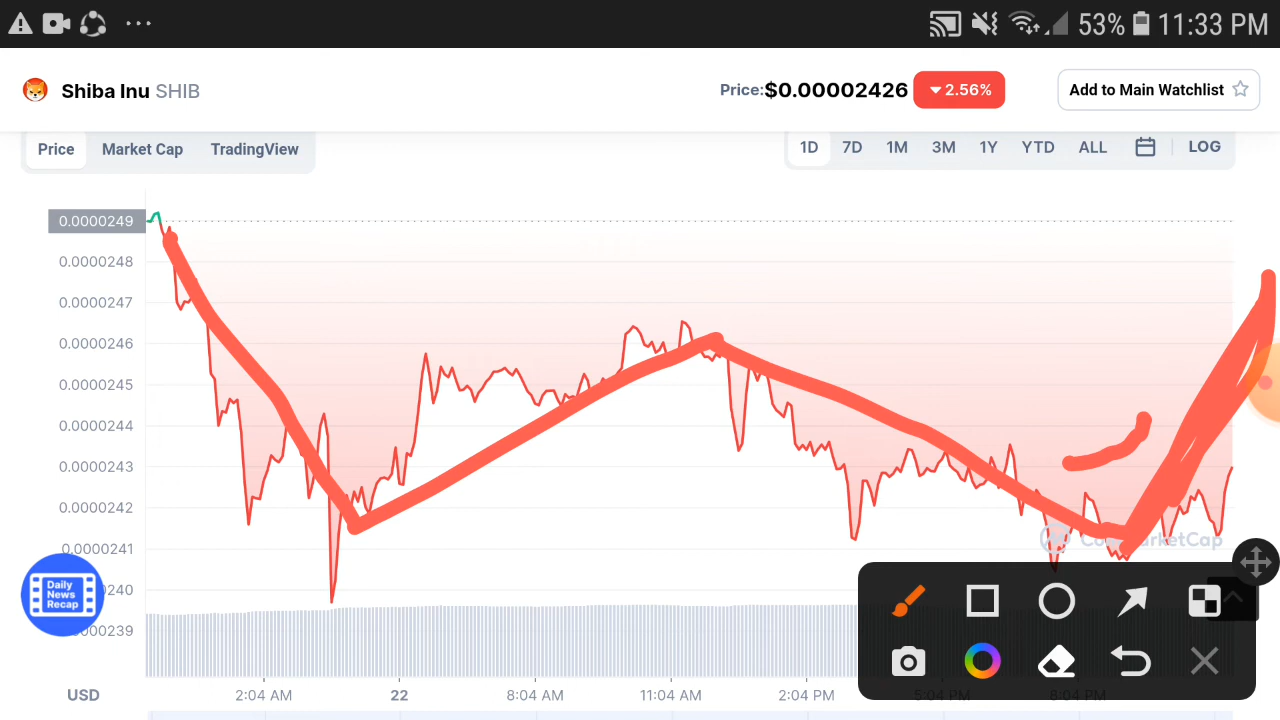 53% 11:33 PM
Shiba Inu SHIB
Price: $0.00002426 2.56%
Add to Main Watchlist
Price Market Cap TradingView
1D 7D 1M 3M 1Y YTD ALL LOG
0.0000249
0.0000248
0.0000247
0.0000246
0.0000245
0.0000244
0.0000243
0.0000242
0.0000241
Daily
News
Recap
USD
2:04 AM 22 8:04 AM 11:04 AM 2:04 PM 5:04 PM 8:04 PM